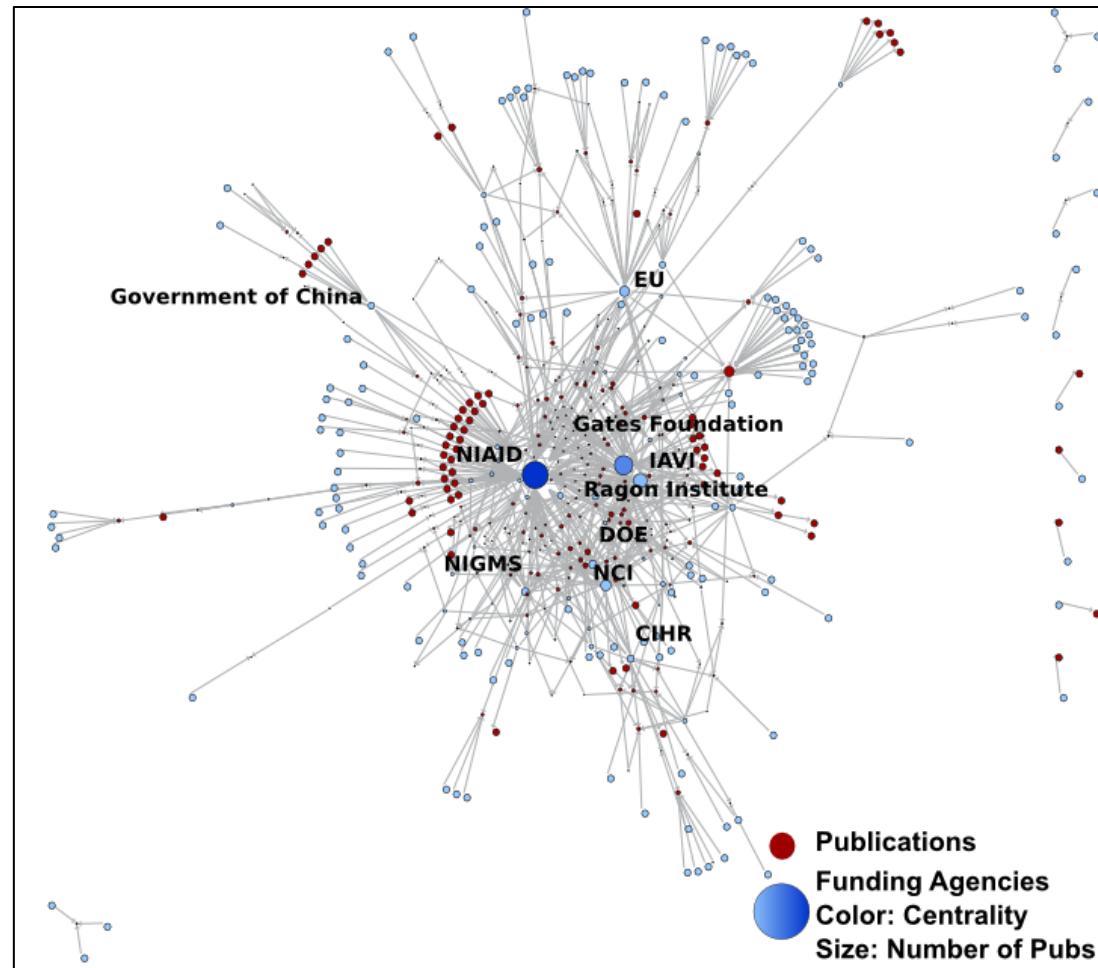 EU
Government of China
Gates Foundation
NIAID
IAVI
Ragon Institute
DOE
NIGMS
NCI
CIHR
Publications
Funding Agencies
Color: Centrality
Size: Number of Pubs